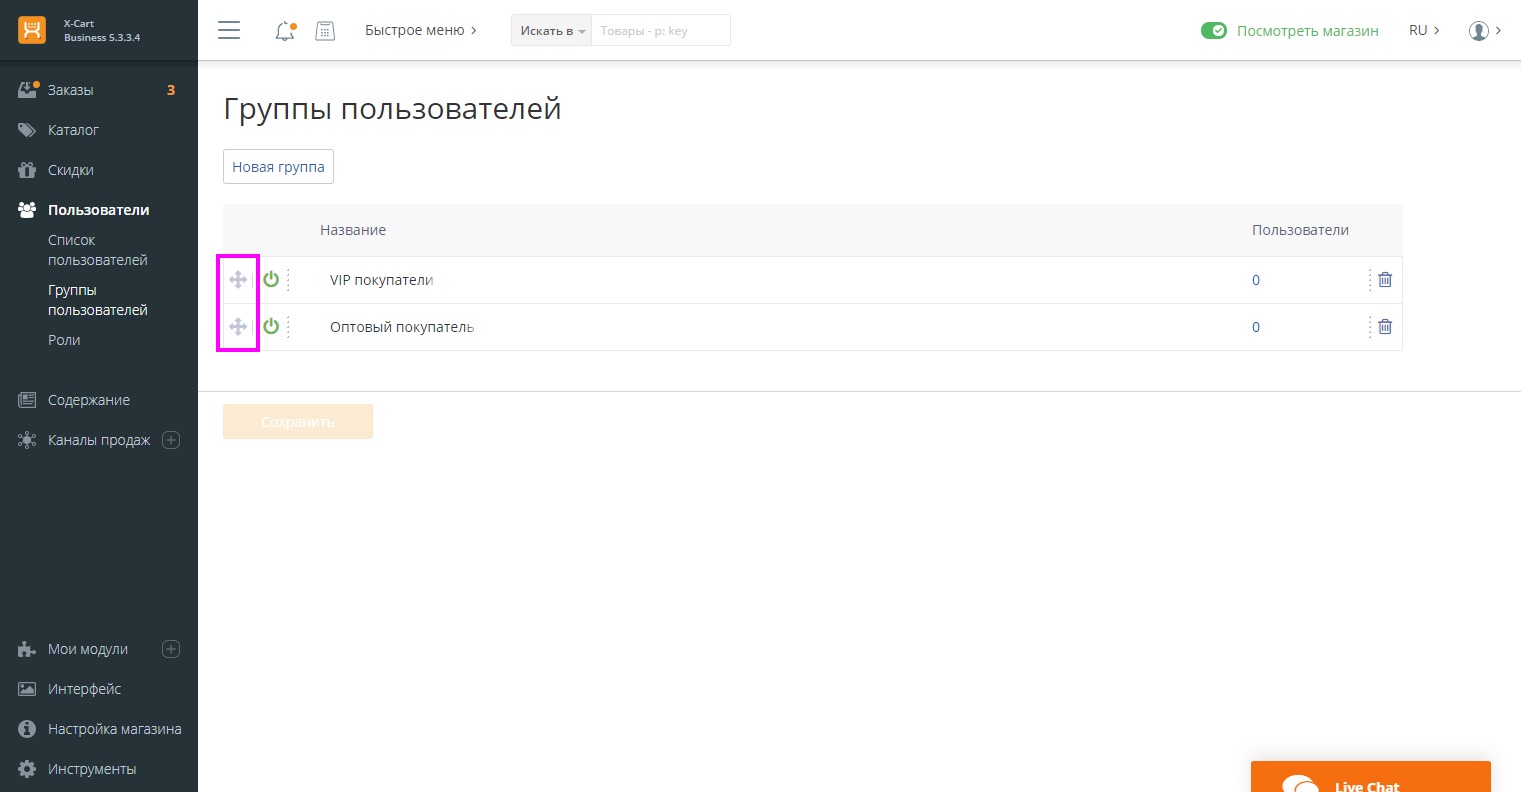 X-Cart
Business 5.3.3.4
Быстрое меню
Искать в
Товары - p: key
Посмотреть магазин
RU
Заказы
3
Каталог
Скидки
Пользователи
Список
пользователей
Группы
пользователей
Роли
Содержание
Каналы продаж
Мои модули
Интерфейс
Настройка магазина
Инструменты
Группы пользователей
Новая группа
Название
Пользователи
VIP покупатели
0
Оптовый покупатель
0
Сохранить
Live Chat